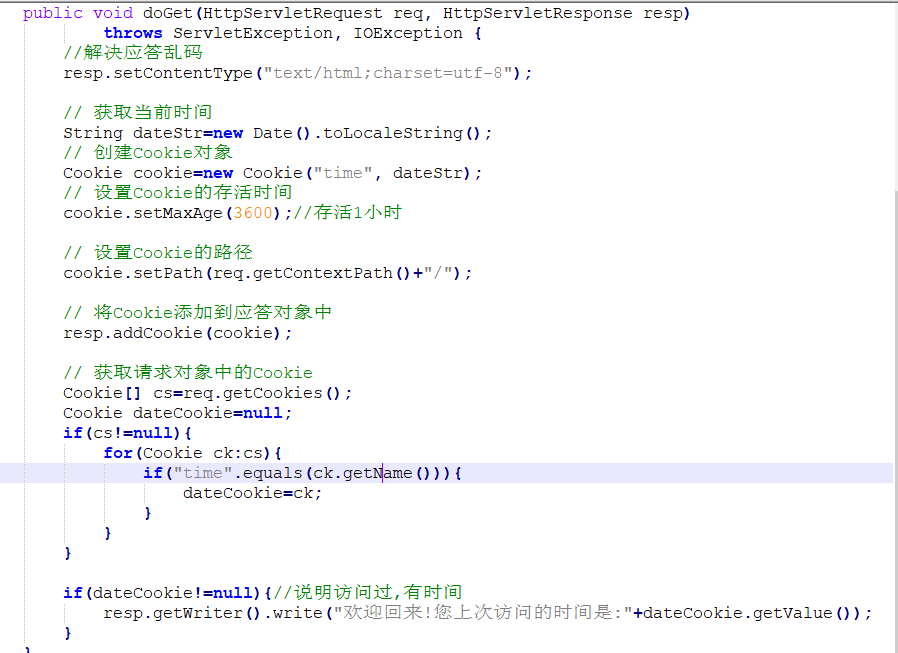 public void doGet(HttpServletRequest req, HttpServletResponse resp)
        throws ServletException, IOException {
    //解决应答乱码
    resp.setContentType("text/html;charset=utf-8");

    // 获取当前时间
    String dateStr=new Date().toLocaleString();
    // 创建Cookie对象
    Cookie cookie=new Cookie("time", dateStr);
    // 设置Cookie的存活时间
    cookie.setMaxAge(3600);//存活1小时

    // 设置Cookie的路径
    cookie.setPath(req.getContextPath()+"/");

    // 将Cookie添加到应答对象中
    resp.addCookie(cookie);

    // 获取请求对象中的Cookie
    Cookie[] cs=req.getCookies();
    Cookie dateCookie=null;
    if(cs!=null){
        for(Cookie ck:cs){
            if("time".equals(ck.getName())){
                dateCookie=ck;
            }
        }
    }

    if(dateCookie!=null){//说明访问过,有时间
        resp.getWriter().write("欢迎回来!您上次访问的时间是:"+dateCookie.getValue());
    }
}